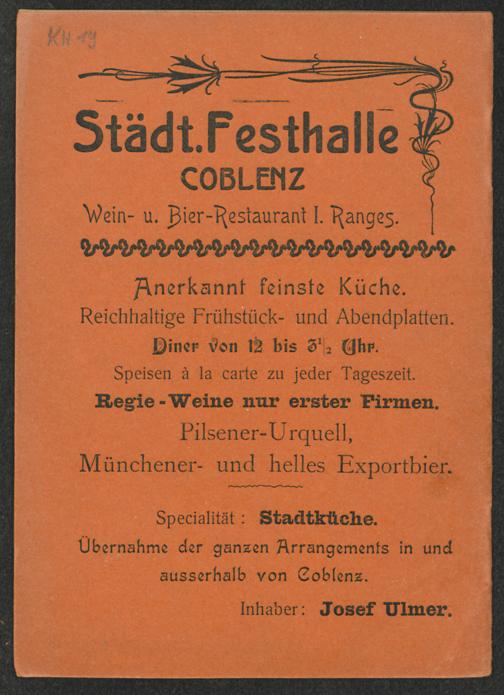 KH 19
Städt. Festhalle
COBLENZ
Wein- u. Bier-Restaurant I. Ranges.
Anerkannt feinste Küche.
Reichhaltige Frühstück- und Abendplatten.
Diner von 12 bis 3½ Uhr.
Speisen à la carte zu jeder Tageszeit.
Regie-Weine nur erster Firmen.
Pilsener-Urquell,
Münchener- und helles Exportbier.
Specialität: Stadtküche.
Übernahme der ganzen Arrangements in und
ausserhalb von Coblenz.
Inhaber: Josef Ulmer.